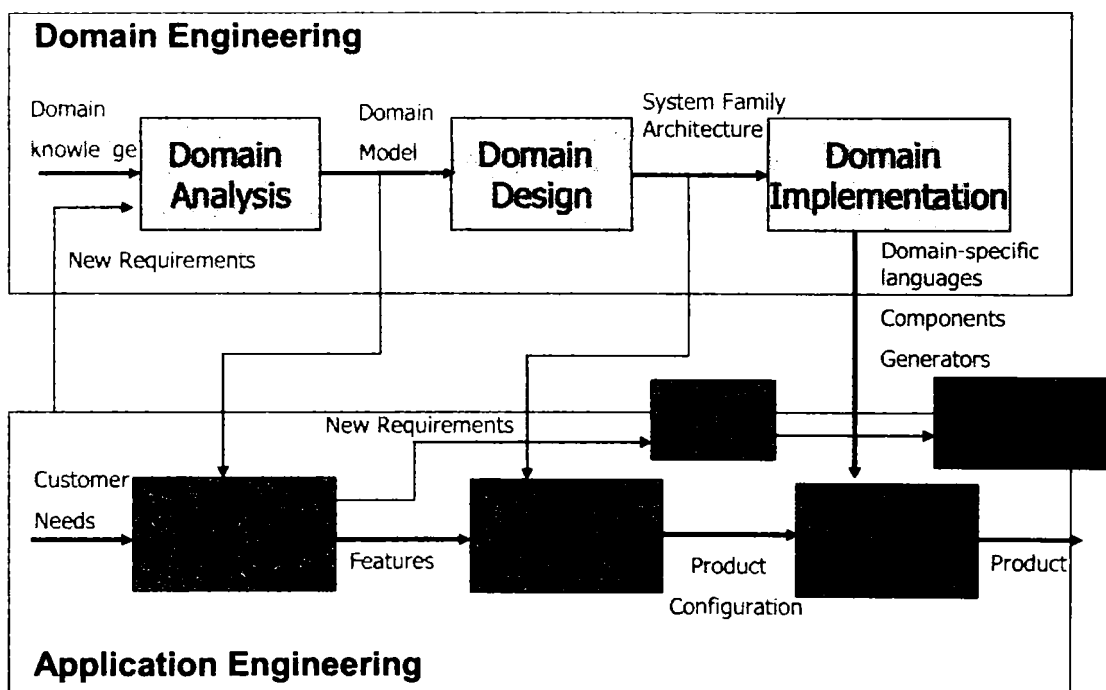 Domain Engineering
Domain
knowle ge
Domain
Analysis
Domain
Model
Domain
Design
System Family
Architecture
Domain
Implementation
New Requirements
Domain-specific
languages
Components
Generators
New Requirements
Customer
Needs
Features
Product
Configuration
Product
Application Engineering